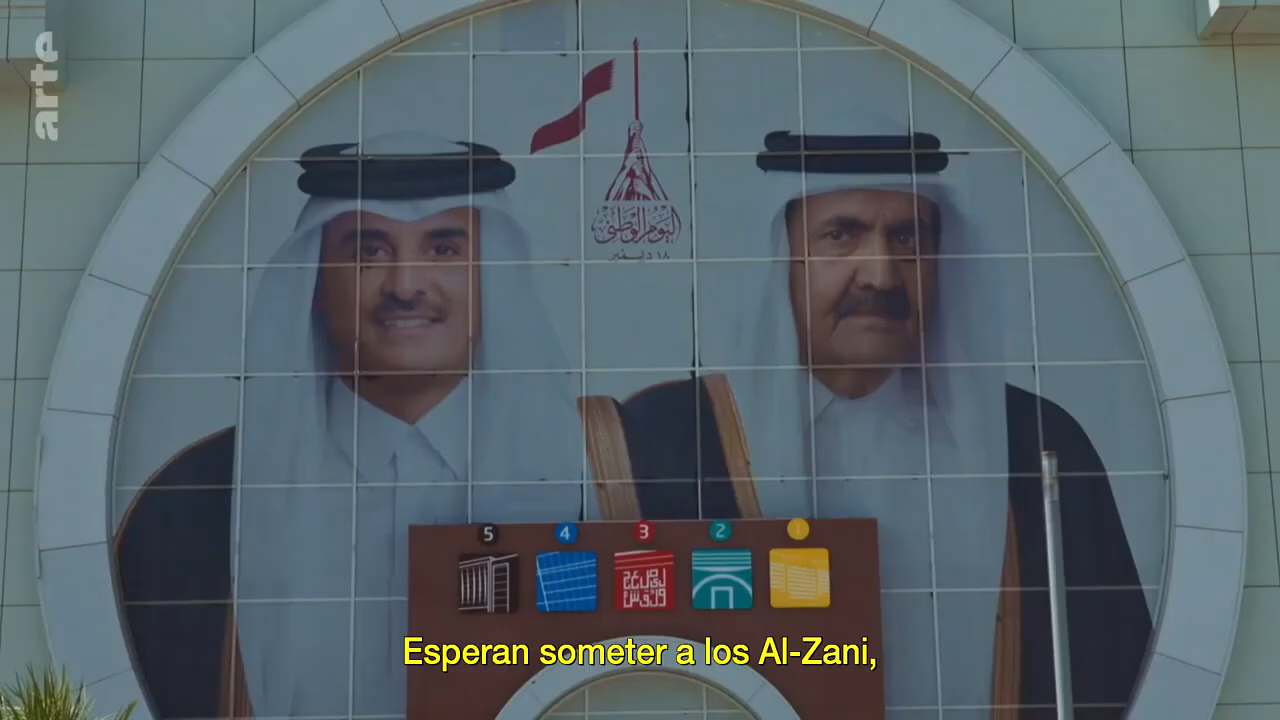 arte
اليوم الوطني
١٨ ديسمبر
5 4 3 2 1
Esperan someter a los Al-Zani,